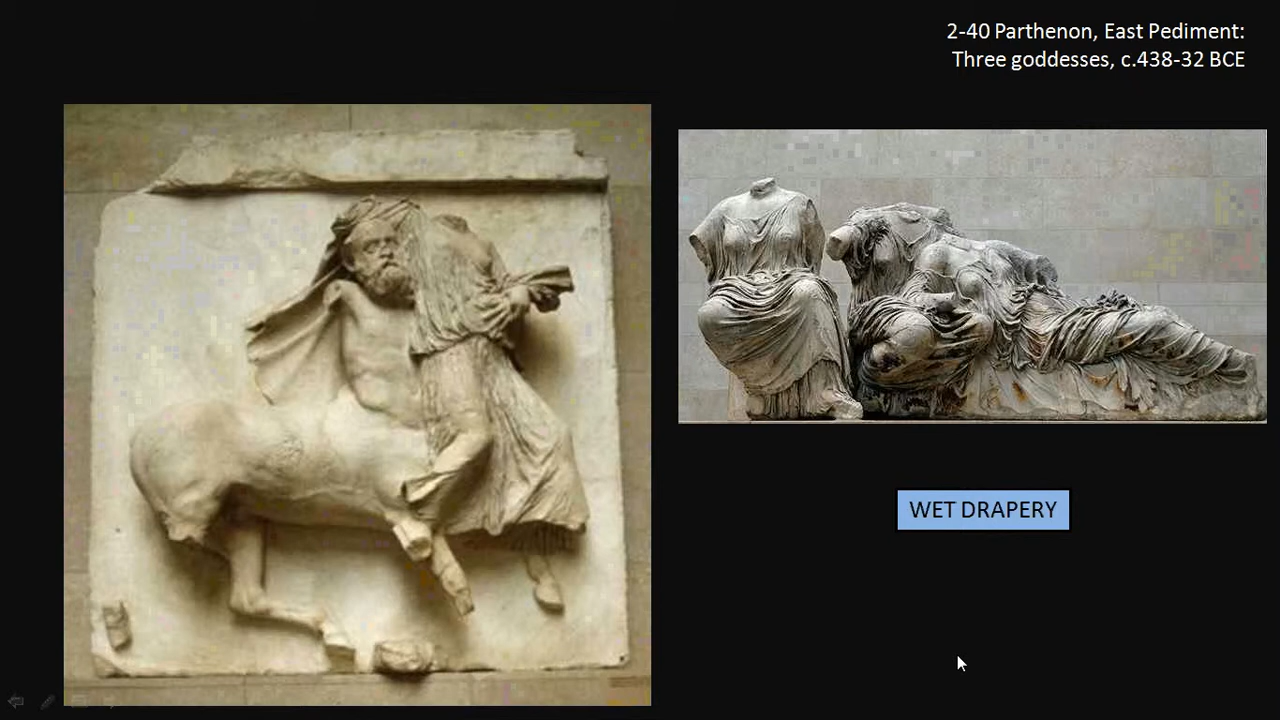 2-40 Parthenon, East Pediment:
Three goddesses, c.438-32 BCE
WET DRAPERY